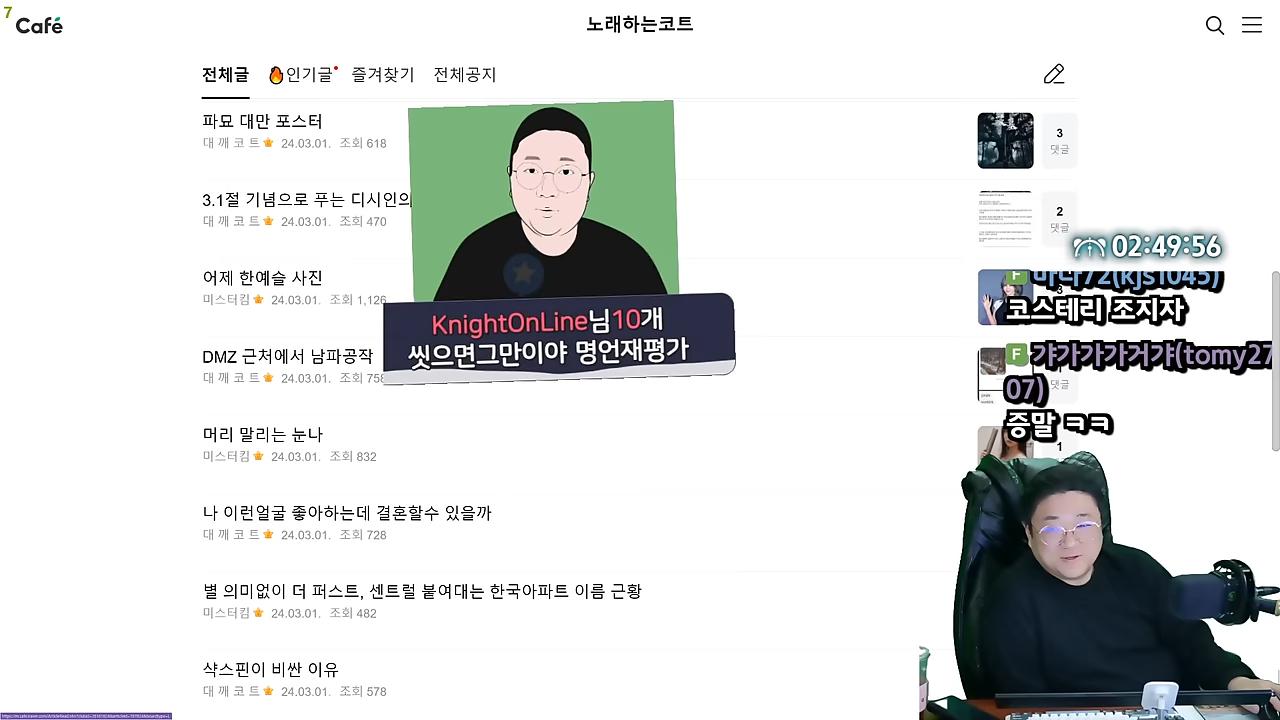 7
Café
노래하는코트
전체글 🔥인기글 즐겨찾기 전체공지
파묘 대만 포스터
대 깨 코 트 24.03.01. 조회 618
3
댓글
3.1절 기념으로 푸는 디시인의
대 깨 코 트 24.03.01. 조회
2
댓글
02:49:56
어제 한예슬 사진
미스터킴 24.03.01. 조회 1,126
KnightOnLine님10개
씻으면그만이야 명언재평가
F 마다72(kjs1045)
코스테리 조지자
DMZ 근처에서 남파공작
대 깨 코 트 24.03.01. 조회 758
댓글
F 갸가가가거갸(tomy27
07)
증말 ㅋㅋ
머리 말리는 눈나
미스터킴 24.03.01. 조회 832
1
나 이런얼굴 좋아하는데 결혼할수 있을까
대 깨 코 트 24.03.01. 조회 728
별 의미없이 더 퍼스트, 센트럴 붙여대는 한국아파트 이름 근황
미스터킴 24.03.01. 조회 482
샥스핀이 비싼 이유
대 깨 코 트 24.03.01. 조회 578